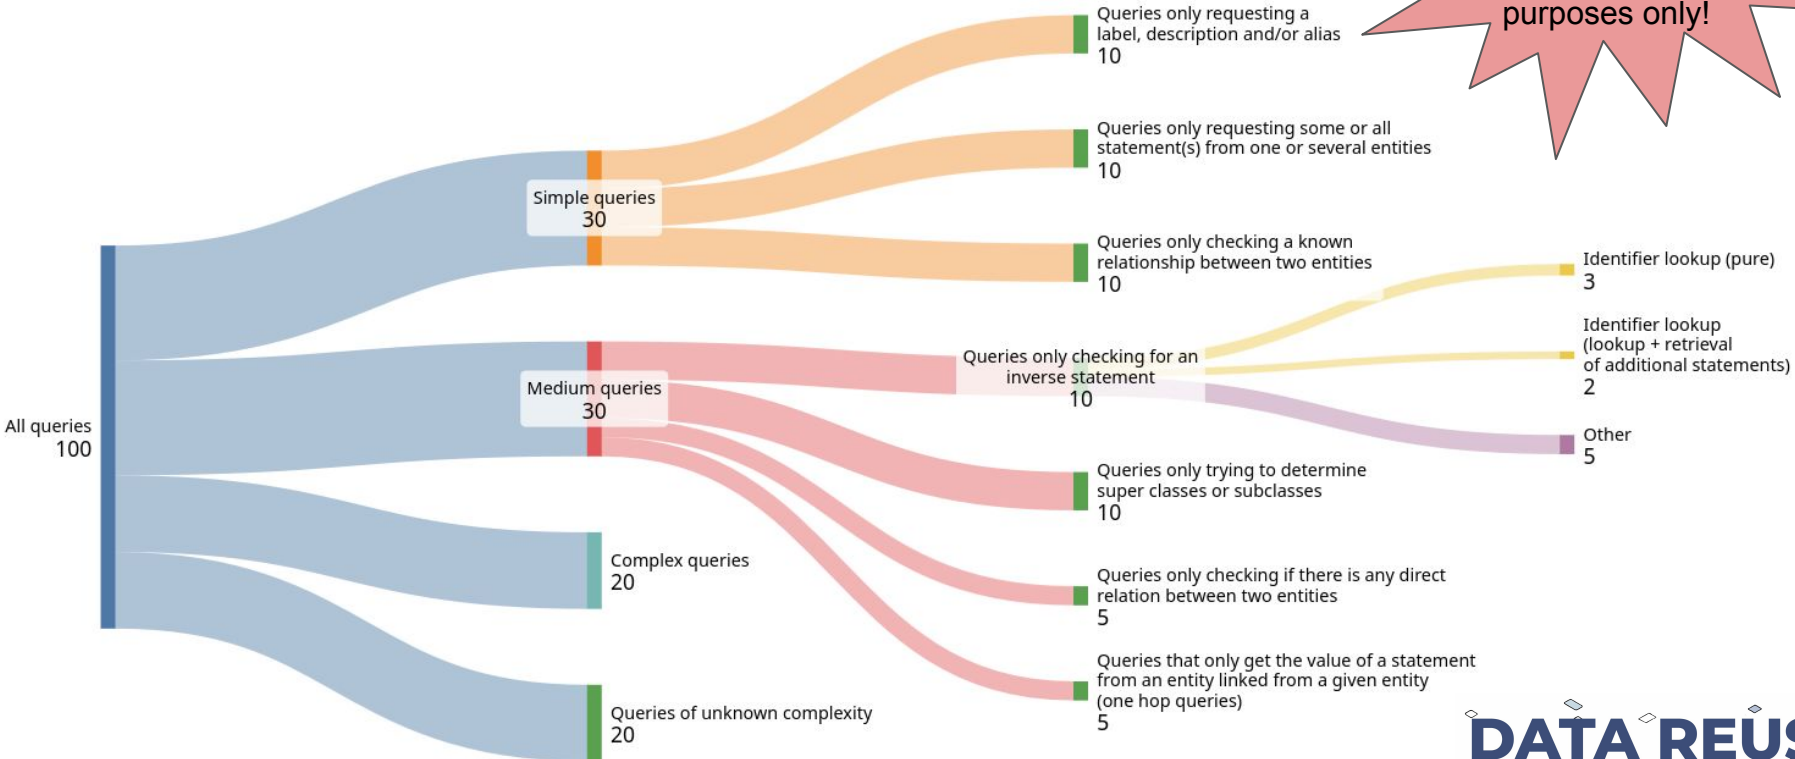 purposes only!
Queries only requesting a
label, description and/or alias
10
Queries only requesting some or all
statement(s) from one or several entities
10
Simple queries
30
Queries only checking a known
relationship between two entities
10
Identifier lookup (pure)
3
Identifier lookup
(lookup + retrieval
of additional statements)
2
Queries only checking for an
inverse statement
10
Medium queries
30
All queries
100
Other
5
Queries only trying to determine
super classes or subclasses
10
Complex queries
20
Queries only checking if there is any direct
relation between two entities
5
Queries that only get the value of a statement
from an entity linked from a given entity
(one hop queries)
5
Queries of unknown complexity
20
DATA REUS